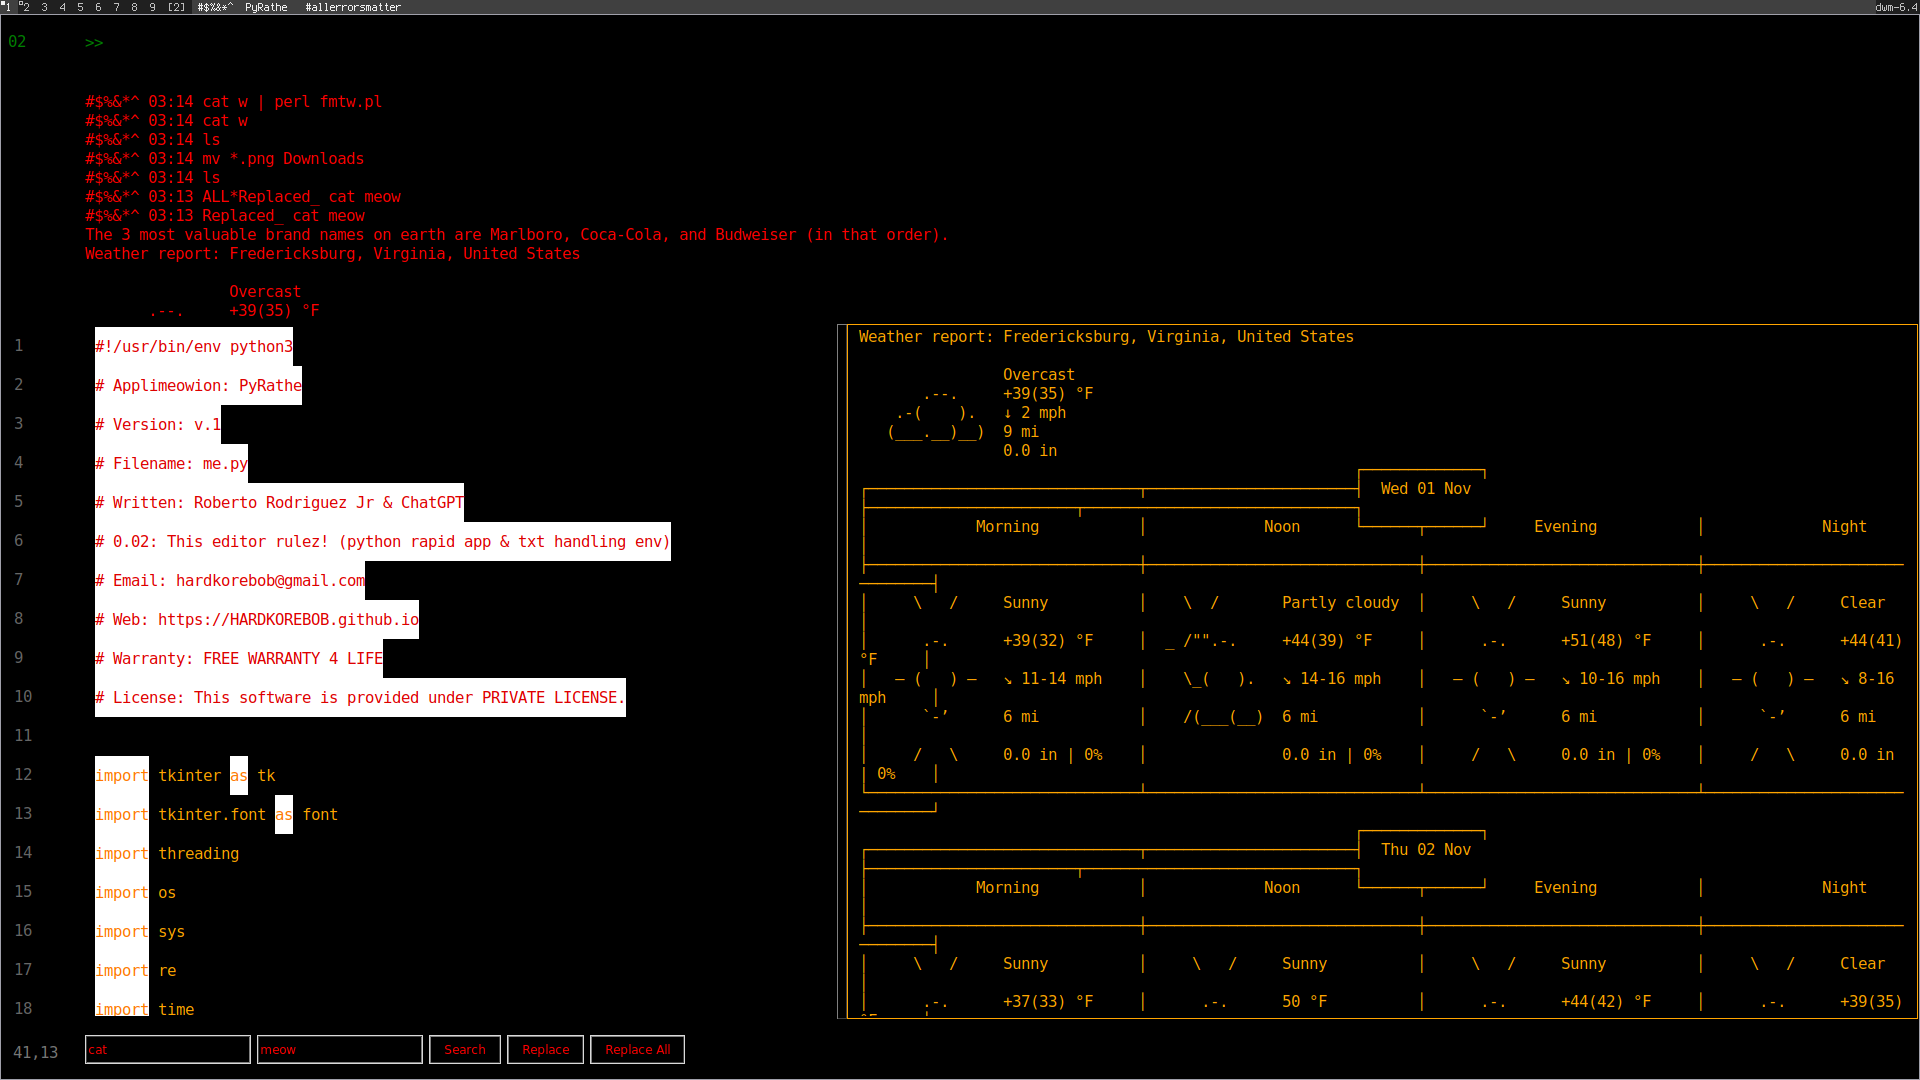 1 2 3 4 5 6 7 8 9 [2] #$%&*^ PyRathe #allerrorsmatter dwm-6.4
02 >>
#$%&*^ 03:14 cat w | perl fmtw.pl
#$%&*^ 03:14 cat w
#$%&*^ 03:14 ls
#$%&*^ 03:14 mv *.png Downloads
#$%&*^ 03:14 ls
#$%&*^ 03:13 ALL*Replaced_ cat meow
#$%&*^ 03:13 Replaced_ cat meow
The 3 most valuable brand names on earth are Marlboro, Coca-Cola, and Budweiser (in that order).
Weather report: Fredericksburg, Virginia, United States
Overcast
.--. +39(35) °F
1 #!/usr/bin/env python3
2 # Applimeowion: PyRathe
3 # Version: v.1
4 # Filename: me.py
5 # Written: Roberto Rodriguez Jr & ChatGPT
6 # 0.02: This editor rulez! (python rapid app & txt handling env)
7 # Email: hardkorebob@gmail.com
8 # Web: https://HARDKOREBOB.github.io
9 # Warranty: FREE WARRANTY 4 LIFE
10 # License: This software is provided under PRIVATE LICENSE.
11
12 import tkinter as tk
13 import tkinter.font as font
14 import threading
15 import os
16 import sys
17 import re
18 import time
Weather report: Fredericksburg, Virginia, United States
Overcast
.--. +39(35) °F
.-( ). ↓ 2 mph
(___.__)__) 9 mi
0.0 in
Wed 01 Nov
Morning │ Noon Evening │ Night
│ \ / Sunny │ \ / Partly cloudy │ \ / Sunny │ \ / Clear
│ .-. +39(32) °F │ _ /"".-. +44(39) °F │ .-. +51(48) °F │ .-. +44(41)
°F │
│ ― ( ) ― ↘ 11-14 mph │ \_( ). ↘ 14-16 mph │ ― ( ) ― ↘ 10-16 mph │ ― ( ) ― ↘ 8-16
mph │
│ `-’ 6 mi │ /(___(__) 6 mi │ `-’ 6 mi │ `-’ 6 mi
│ / \ 0.0 in | 0% │ 0.0 in | 0% │ / \ 0.0 in | 0% │ / \ 0.0 in
| 0% │
Thu 02 Nov
Morning │ Noon Evening │ Night
│ \ / Sunny │ \ / Sunny │ \ / Sunny │ \ / Clear
│ .-. +37(33) °F │ .-. 50 °F │ .-. +44(42) °F │ .-. +39(35)
41,13 cat meow Search Replace Replace All